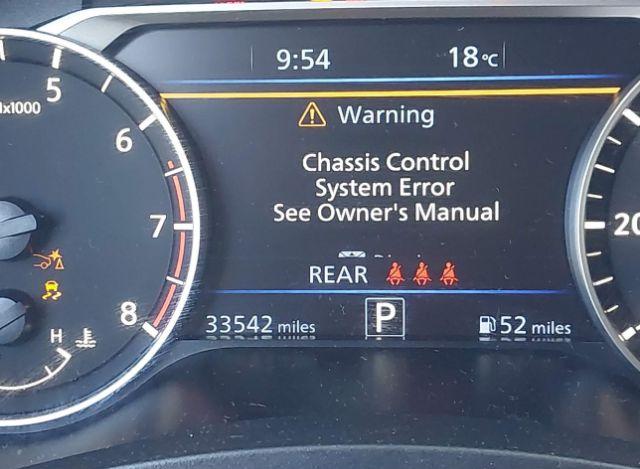 9:54 18°C
5
1x1000
Warning
6
Chassis Control
System Error
See Owner's Manual
7
20
REAR
8
P
33542 miles
52 miles
H